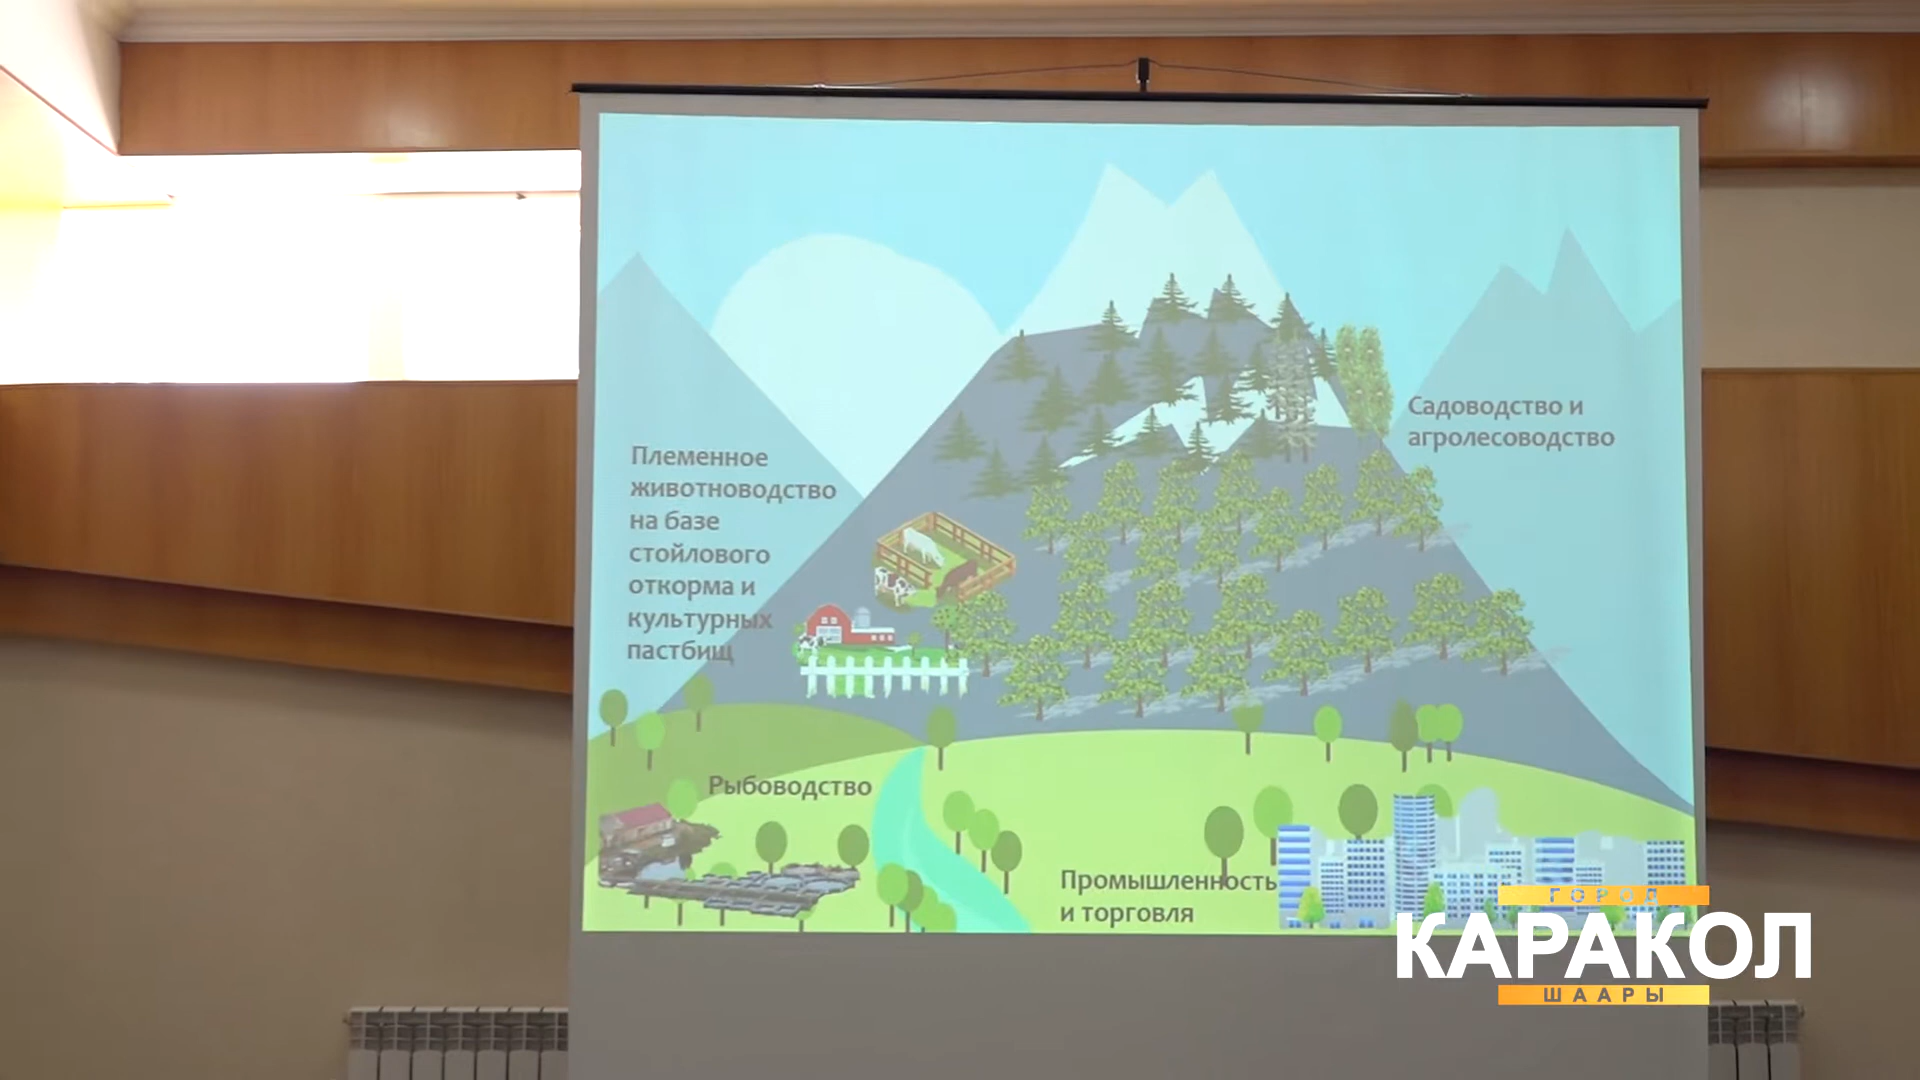 Садоводство и
агролесоводство
Племенное
животноводство
на базе
стойлового
откорма и
культурных
пастбищ
Рыбоводство
Промышленность
и торговля
ГОРОД
КАРАКОЛ
ШААРЫ